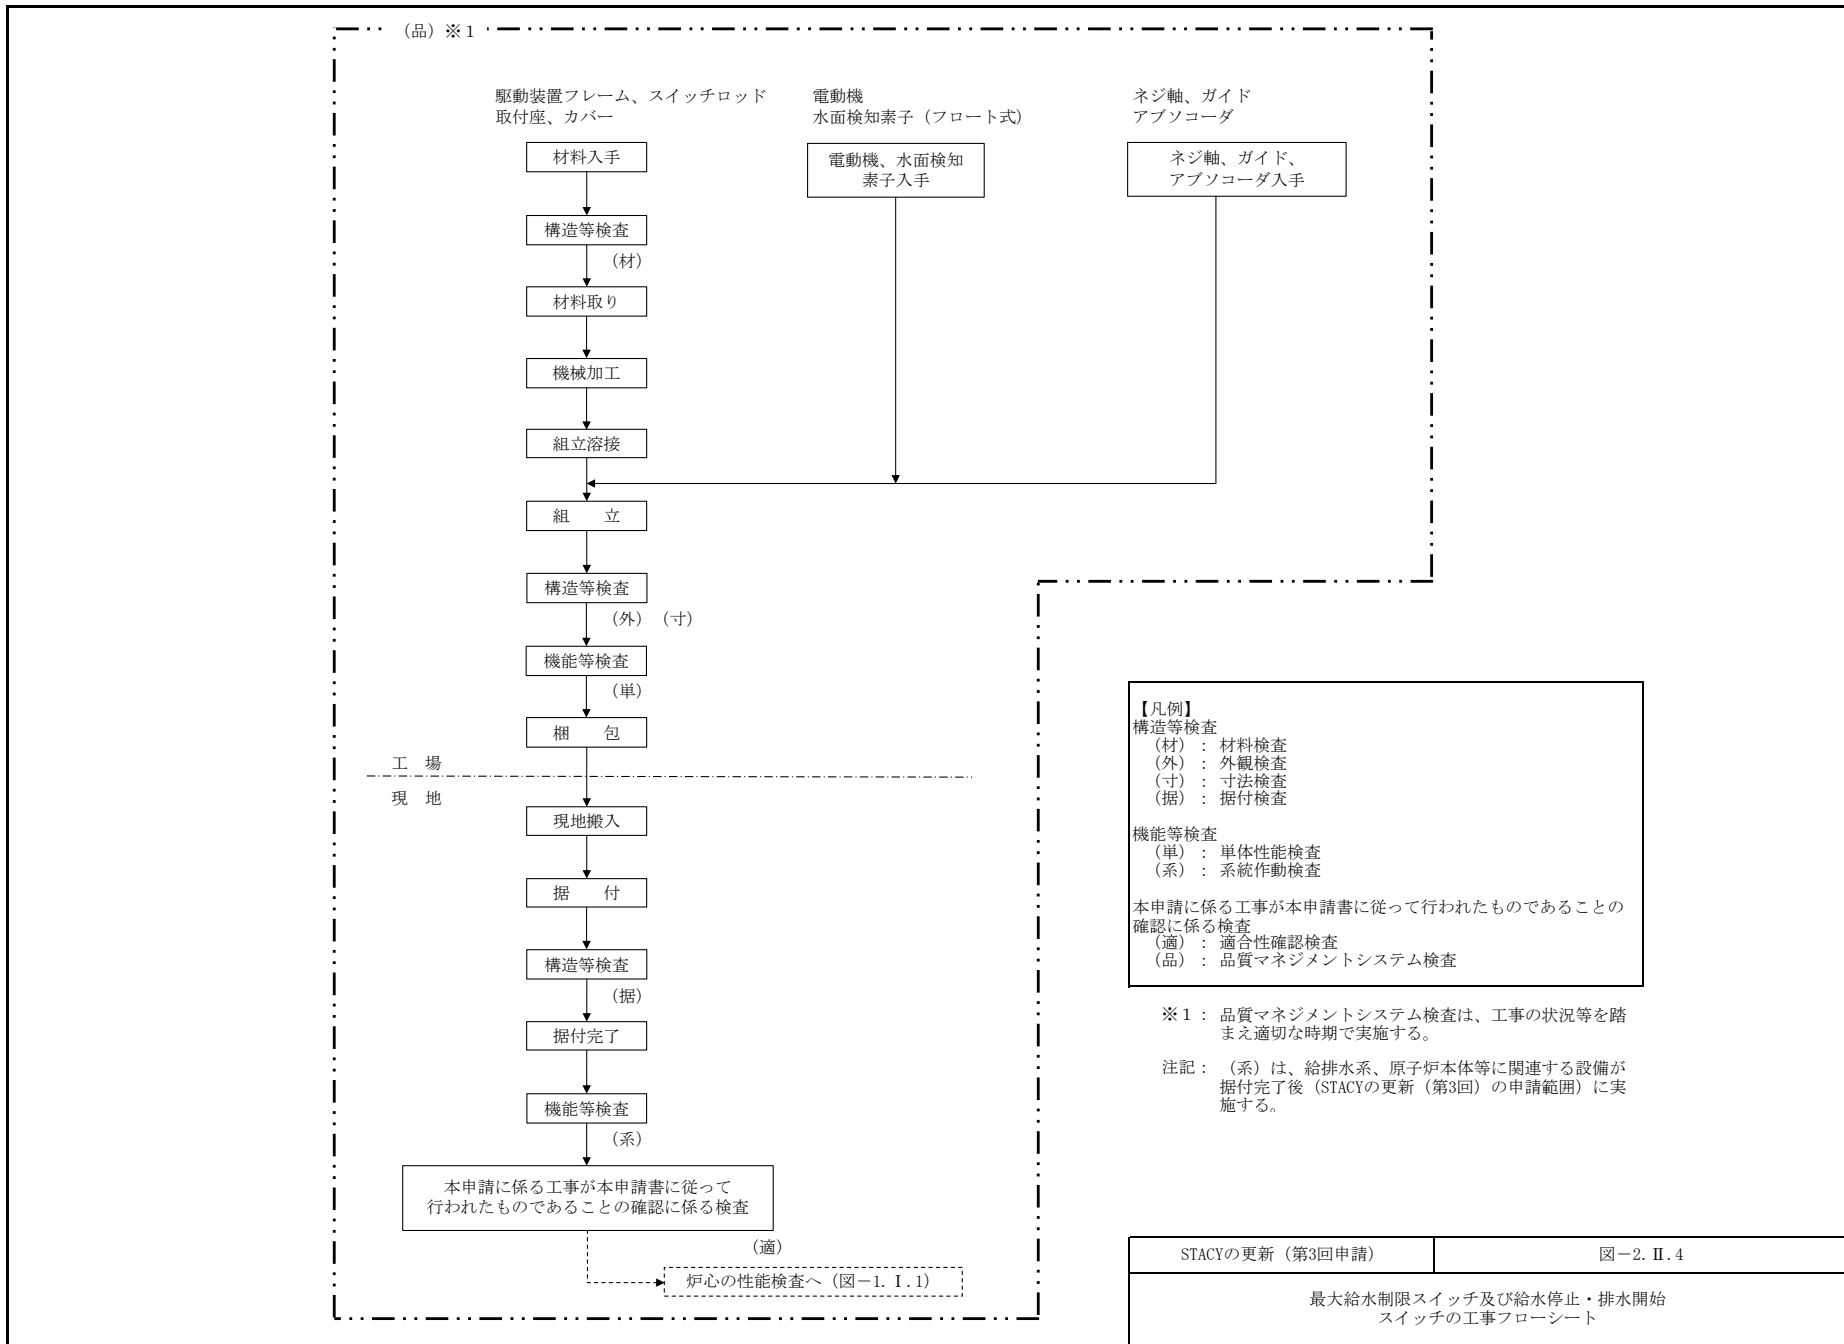 （品）※１
駆動装置フレーム、スイッチロッド
取付座、カバー
電動機
水面検知素子（フロート式）
ネジ軸、ガイド
アブソコーダ
材料入手
電動機、水面検知
素子入手
ネジ軸、ガイド、
アブソコーダ入手
構造等検査
（材）
材料取り
機械加工
組立溶接
組　　立
構造等検査
（外）（寸）
機能等検査
（単）
梱　　包
工　場
現　地
現地搬入
据　　付
構造等検査
（据）
据付完了
機能等検査
（系）
本申請に係る工事が本申請書に従って
行われたものであることの確認に係る検査
（適）
炉心の性能検査へ（図－1.Ⅰ.1）
【凡例】
構造等検査
（材）：材料検査
（外）：外観検査
（寸）：寸法検査
（据）：据付検査
機能等検査
（単）：単体性能検査
（系）：系統作動検査
本申請に係る工事が本申請書に従って行われたものであることの
確認に係る検査
（適）：適合性確認検査
（品）：品質マネジメントシステム検査
※１：品質マネジメントシステム検査は、工事の状況等を踏
まえ適切な時期で実施する。
注記：（系）は、給排水系、原子炉本体等に関連する設備が
据付完了後（STACYの更新（第3回）の申請範囲）に実
施する。
STACYの更新（第3回申請）
図－2.Ⅱ.4
最大給水制限スイッチ及び給水停止・排水開始
スイッチの工事フローシート